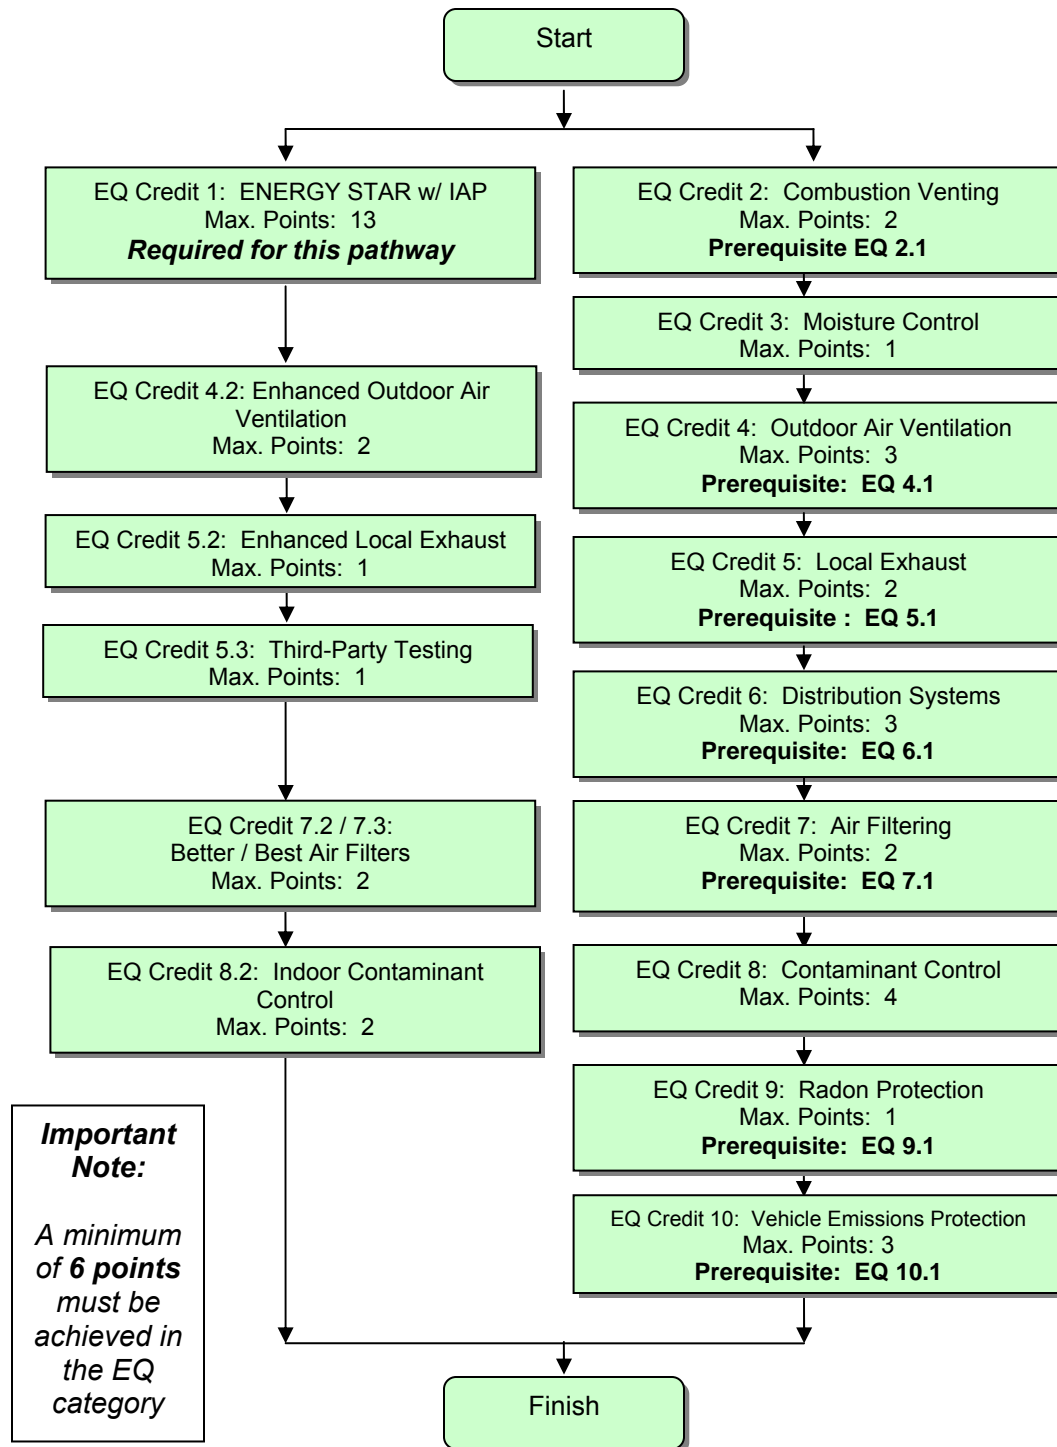 Start
EQ Credit 1: ENERGY STAR w/ IAP
Max. Points: 13
Required for this pathway
EQ Credit 4.2: Enhanced Outdoor Air
Ventilation
Max. Points: 2
EQ Credit 5.2: Enhanced Local Exhaust
Max. Points: 1
EQ Credit 5.3: Third-Party Testing
Max. Points: 1
EQ Credit 7.2 / 7.3:
Better / Best Air Filters
Max. Points: 2
EQ Credit 8.2: Indoor Contaminant
Control
Max. Points: 2
EQ Credit 2: Combustion Venting
Max. Points: 2
Prerequisite EQ 2.1
EQ Credit 3: Moisture Control
Max. Points: 1
EQ Credit 4: Outdoor Air Ventilation
Max. Points: 3
Prerequisite: EQ 4.1
EQ Credit 5: Local Exhaust
Max. Points: 2
Prerequisite : EQ 5.1
EQ Credit 6: Distribution Systems
Max. Points: 3
Prerequisite: EQ 6.1
EQ Credit 7: Air Filtering
Max. Points: 2
Prerequisite: EQ 7.1
EQ Credit 8: Contaminant Control
Max. Points: 4
EQ Credit 9: Radon Protection
Max. Points: 1
Prerequisite: EQ 9.1
EQ Credit 10: Vehicle Emissions Protection
Max. Points: 3
Prerequisite: EQ 10.1
Important
Note:
A minimum
of 6 points
must be
achieved in
the EQ
category
Finish